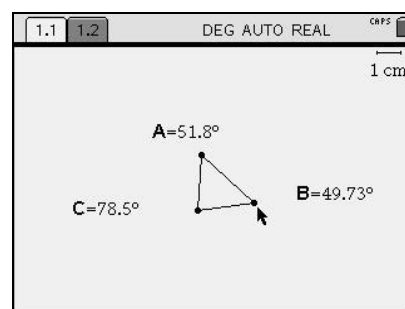 1.1 1.2 DEG AUTO REAL CAPS
1 cm
A=51.8°
B=49.73°
C=78.5°